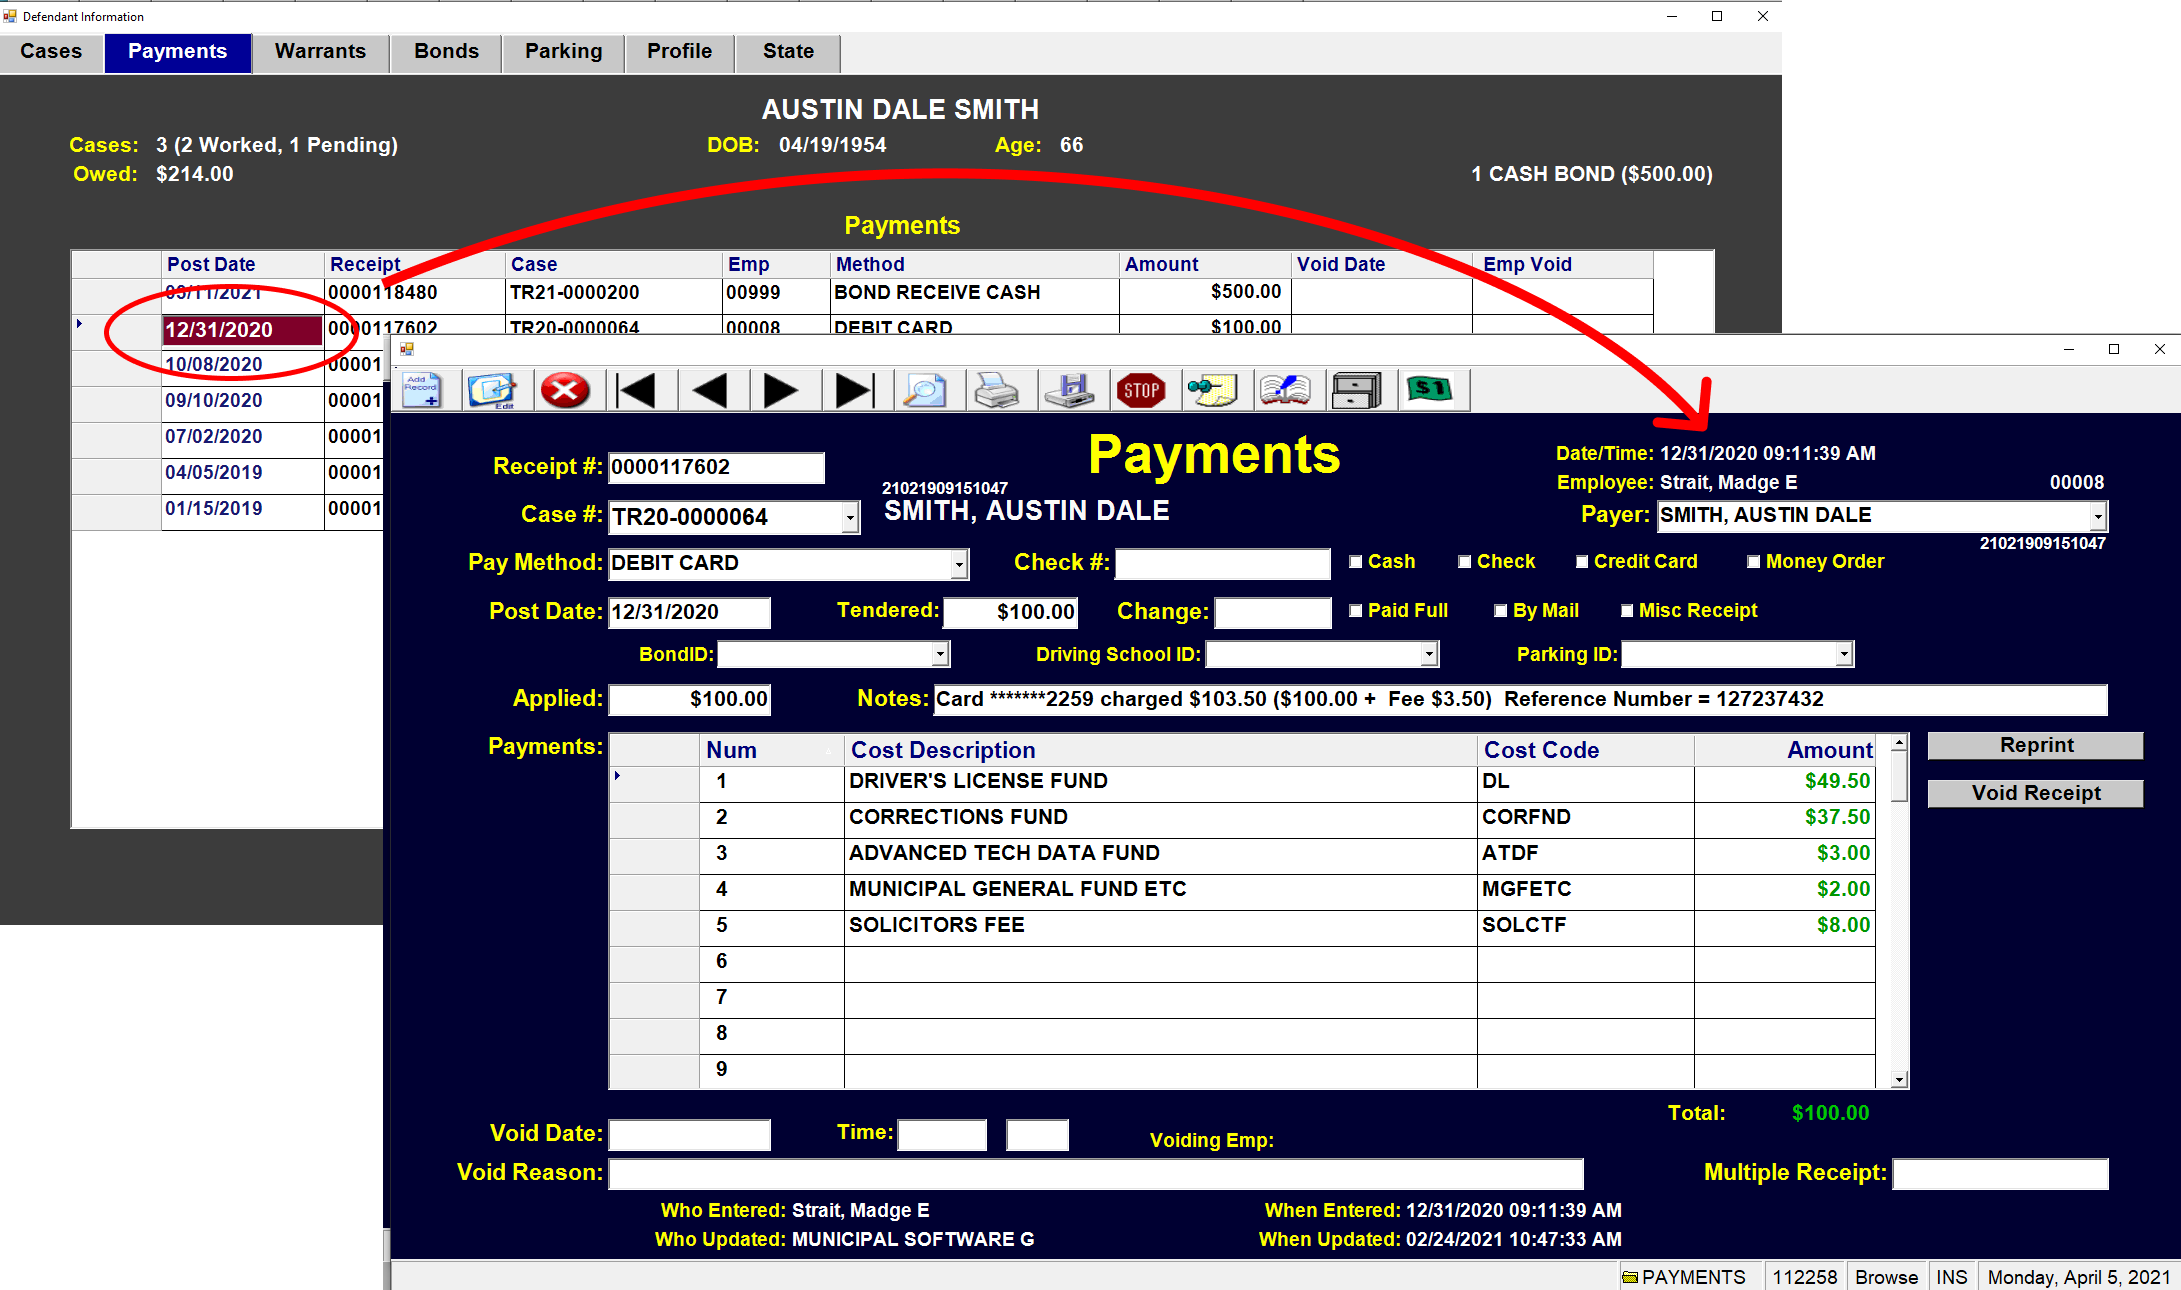 Defendant Information
Cases Payments Warrants Bonds Parking Profile State
AUSTIN DALE SMITH
Cases: 3 (2 Worked, 1 Pending) DOB: 04/19/1954 Age: 66
Owed: $214.00 1 CASH BOND ($500.00)
Payments
Post Date Receipt Case Emp Method Amount Void Date Emp Void
03/11/2021 0000118480 TR21-0000200 00999 BOND RECEIVE CASH $500.00
12/31/2020 0000117602 TR20-0000064 00008 DEBIT CARD $100.00
10/08/2020 00001
09/10/2020 00001
07/02/2020 00001
04/05/2019 00001
01/15/2019 00001
Add Record Edit STOP $1
Payments
Receipt #: 0000117602 Date/Time: 12/31/2020 09:11:39 AM
Employee: Strait, Madge E 00008
21021909151047
Case #: TR20-0000064 SMITH, AUSTIN DALE Payer: SMITH, AUSTIN DALE
21021909151047
Pay Method: DEBIT CARD Check #: Cash Check Credit Card Money Order
Post Date: 12/31/2020 Tendered: $100.00 Change: Paid Full By Mail Misc Receipt
BondID: Driving School ID: Parking ID:
Applied: $100.00 Notes: Card *******2259 charged $103.50 ($100.00 + Fee $3.50) Reference Number = 127237432
Payments: Num Cost Description Cost Code Amount Reprint
1 DRIVER'S LICENSE FUND DL $49.50 Void Receipt
2 CORRECTIONS FUND CORFND $37.50
3 ADVANCED TECH DATA FUND ATDF $3.00
4 MUNICIPAL GENERAL FUND ETC MGFETC $2.00
5 SOLICITORS FEE SOLCTF $8.00
6
7
8
9
Total: $100.00
Void Date: Time: Voiding Emp:
Void Reason: Multiple Receipt:
Who Entered: Strait, Madge E When Entered: 12/31/2020 09:11:39 AM
Who Updated: MUNICIPAL SOFTWARE G When Updated: 02/24/2021 10:47:33 AM
PAYMENTS 112258 Browse INS Monday, April 5, 2021